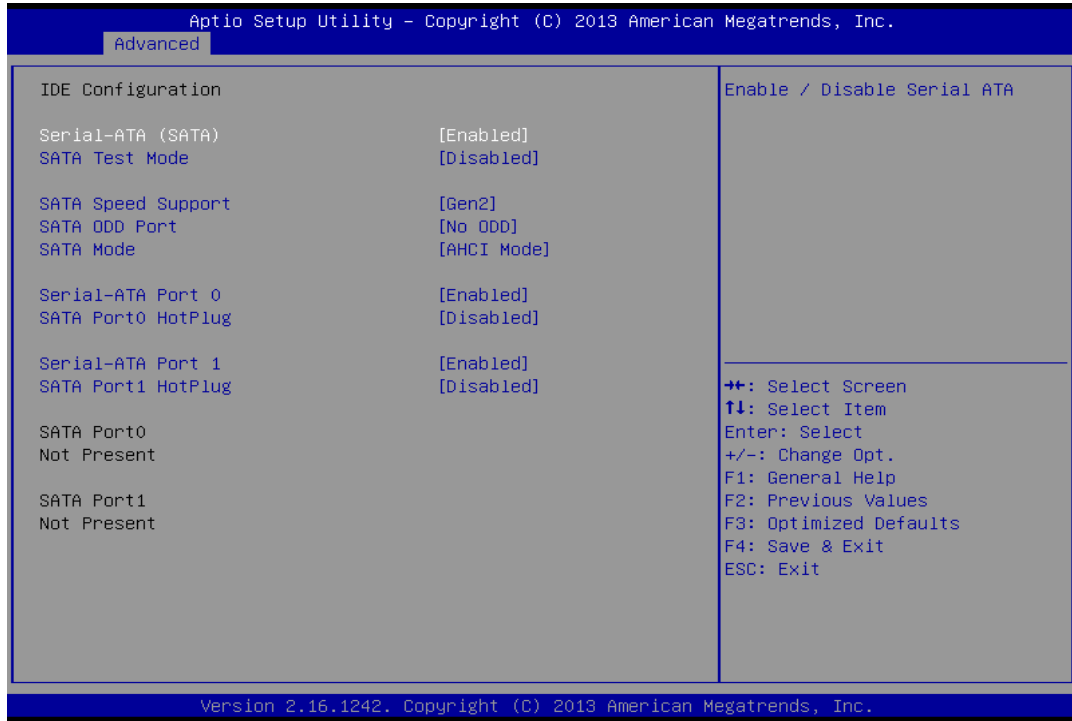 Aptio Setup Utility – Copyright (C) 2013 American Megatrends, Inc.
Advanced
IDE Configuration
Serial-ATA (SATA) [Enabled]
SATA Test Mode [Disabled]
SATA Speed Support [Gen2]
SATA ODD Port [No ODD]
SATA Mode [AHCI Mode]
Serial-ATA Port 0 [Enabled]
SATA Port0 HotPlug [Disabled]
Serial-ATA Port 1 [Enabled]
SATA Port1 HotPlug [Disabled]
SATA Port0
Not Present
SATA Port1
Not Present
Enable / Disable Serial ATA
→←: Select Screen
↑↓: Select Item
Enter: Select
+/-: Change Opt.
F1: General Help
F2: Previous Values
F3: Optimized Defaults
F4: Save & Exit
ESC: Exit
Version 2.16.1242. Copyright (C) 2013 American Megatrends, Inc.